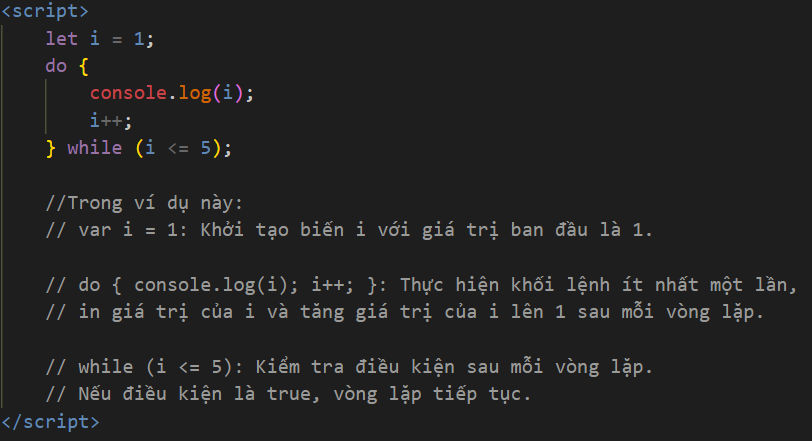 <script>
let i = 1;
do {
console.log(i);
i++;
} while (i <= 5);
//Trong ví dụ này:
// var i = 1: Khởi tạo biến i với giá trị ban đầu là 1.
// do { console.log(i); i++; }: Thực hiện khối lệnh ít nhất một lần,
// in giá trị của i và tăng giá trị của i lên 1 sau mỗi vòng lặp.
// while (i <= 5): Kiểm tra điều kiện sau mỗi vòng lặp.
// Nếu điều kiện là true, vòng lặp tiếp tục.
</script>